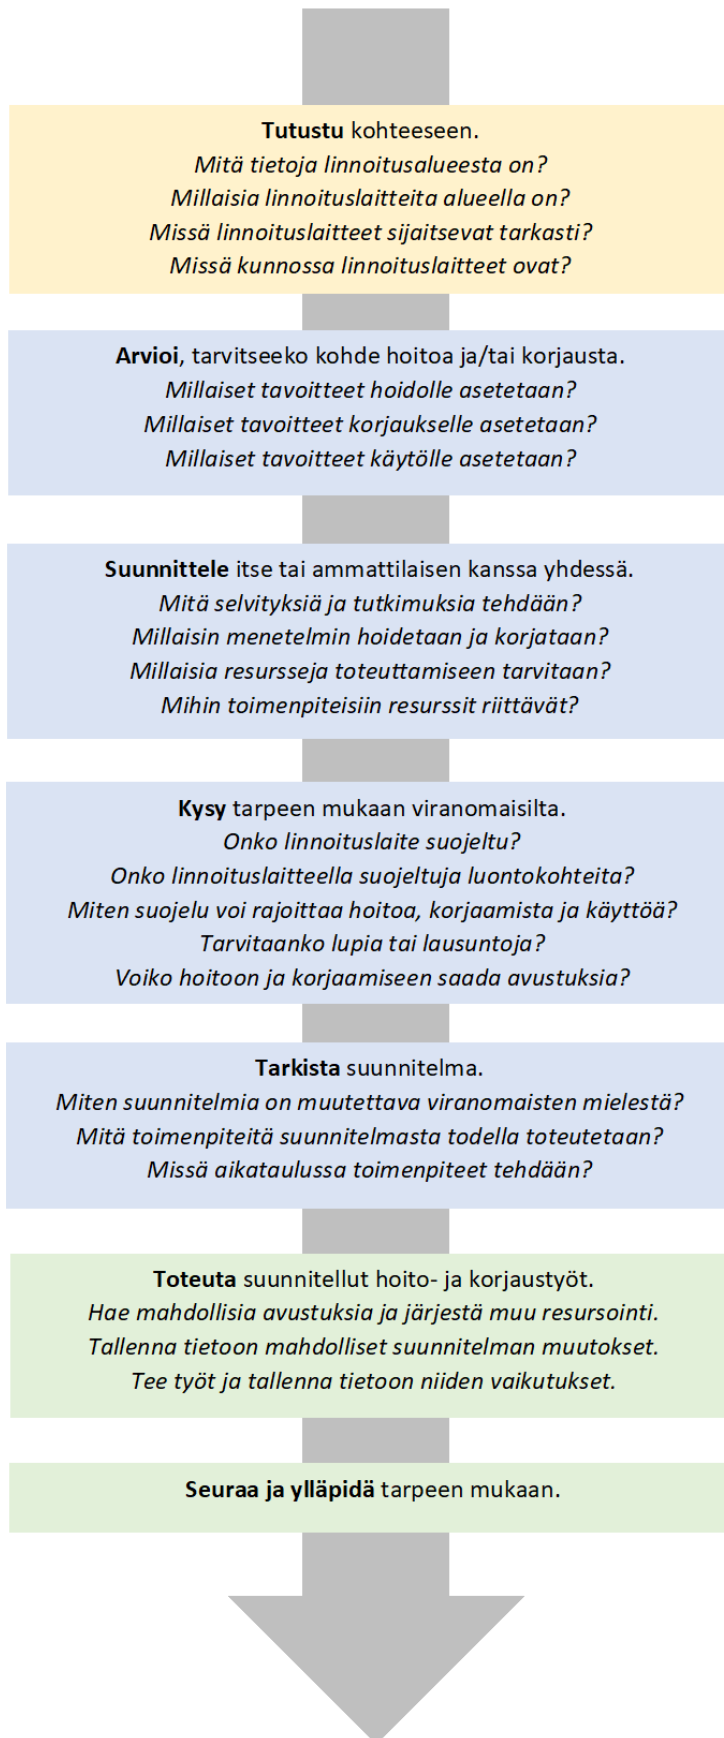 Tutustu kohteeseen.
Mitä tietoja linnoitusalueesta on?
Millaisia linnoituslaitteita alueella on?
Missä linnoituslaitteet sijaitsevat tarkasti?
Missä kunnossa linnoituslaitteet ovat?
Arvioi, tarvitseeko kohde hoitoa ja/tai korjausta.
Millaiset tavoitteet hoidolle asetetaan?
Millaiset tavoitteet korjaukselle asetetaan?
Millaiset tavoitteet käytölle asetetaan?
Suunnittele itse tai ammattilaisen kanssa yhdessä.
Mitä selvityksiä ja tutkimuksia tehdään?
Millaisin menetelmin hoidetaan ja korjataan?
Millaisia resursseja toteuttamiseen tarvitaan?
Mihin toimenpiteisiin resurssit riittävät?
Kysy tarpeen mukaan viranomaisilta.
Onko linnoituslaite suojeltu?
Onko linnoituslaitteella suojeltuja luontokohteita?
Miten suojelu voi rajoittaa hoitoa, korjaamista ja käyttöä?
Tarvitaanko lupia tai lausuntoja?
Voiko hoitoon ja korjaamiseen saada avustuksia?
Tarkista suunnitelma.
Miten suunnitelmia on muutettava viranomaisten mielestä?
Mitä toimenpiteitä suunnitelmasta todella toteutetaan?
Missä aikataulussa toimenpiteet tehdään?
Toteuta suunnitellut hoito- ja korjaustyöt.
Hae mahdollisia avustuksia ja järjestä muu resursointi.
Tallenna tietoon mahdolliset suunnitelman muutokset.
Tee työt ja tallenna tietoon niiden vaikutukset.
Seuraa ja ylläpidä tarpeen mukaan.